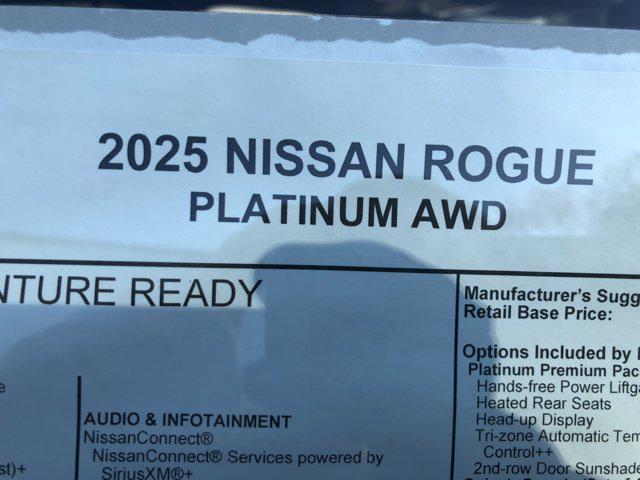 2025 NISSAN ROGUE
PLATINUM AWD
NTURE READY
AUDIO & INFOTAINMENT
NissanConnect®
NissanConnect® Services powered by
SiriusXM®+
st)+
Manufacturer's Sugg
Retail Base Price:
Options Included by
Platinum Premium Pac
Hands-free Power Liftga
Heated Rear Seats
Head-up Display
Tri-zone Automatic Tem
Control++
2nd-row Door Sunshade